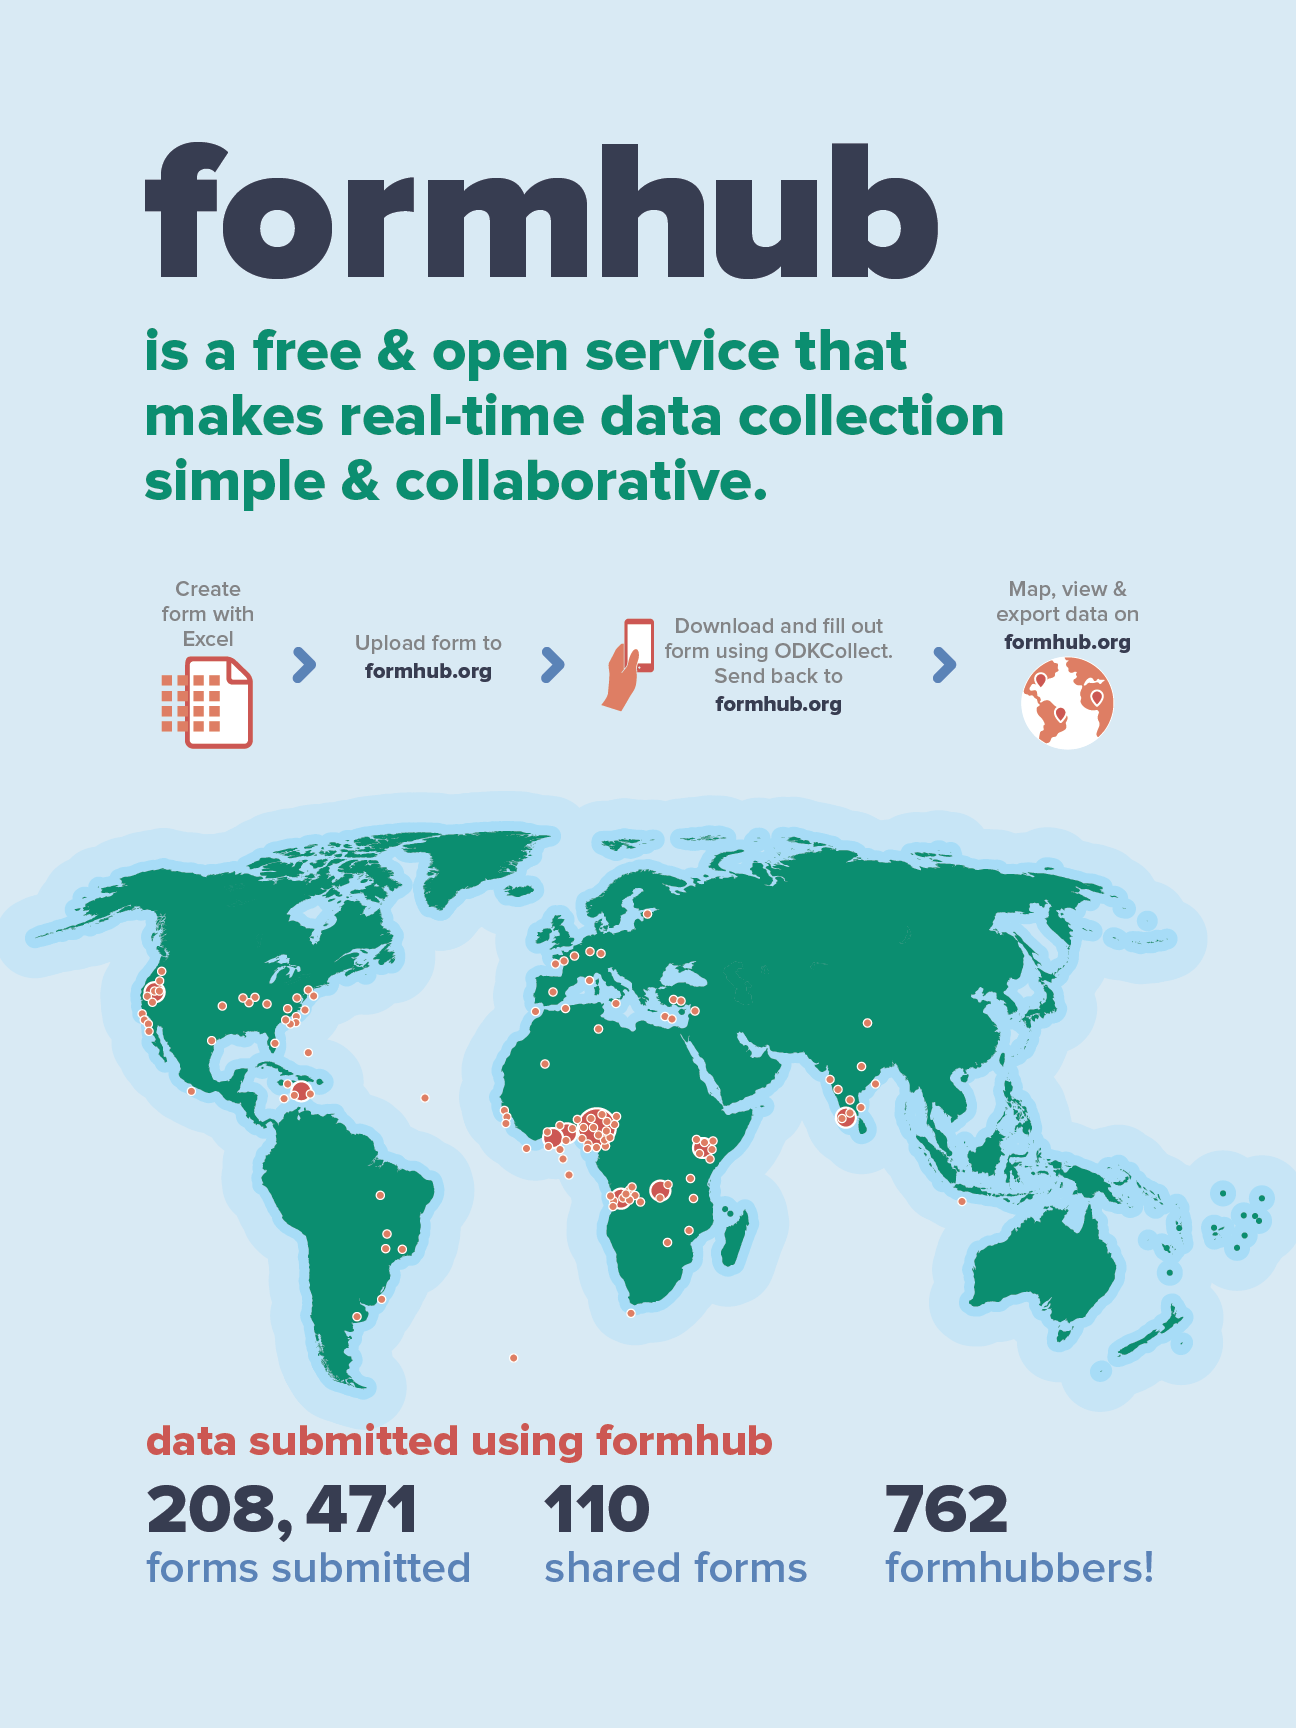 formhub
is a free & open service that
makes real-time data collection
simple & collaborative.
Create
form with
Excel
Upload form to
formhub.org
Download and fill out
form using ODKCollect.
Send back to
formhub.org
Map, view &
export data on
formhub.org
data submitted using formhub
208, 471
forms submitted
110
shared forms
762
formhubbers!